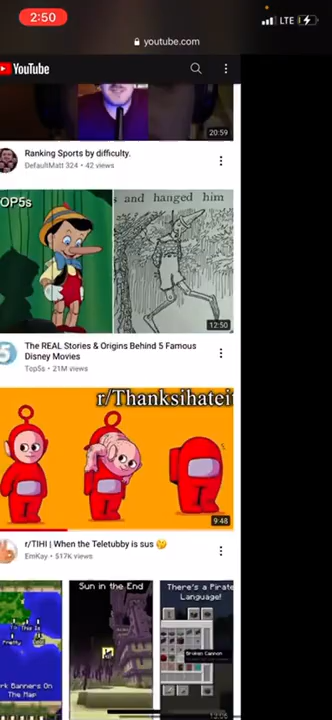 2:50
LTE
youtube.com
YouTube
20:59
Ranking Sports by difficulty.
DefaultMatt 324 • 42 views
OP5s
and hanged him
12:50
5
The REAL Stories & Origins Behind 5 Famous
Disney Movies
Top5s • 21M views
r/Thanksihatei
I
I
I
9:48
r/TIHI | When the Teletubby is sus 🤔
EmKay • 517K views
Sun in the End
There's a Pirate
Language!
Broken Cannon
rk Banners On
The Map